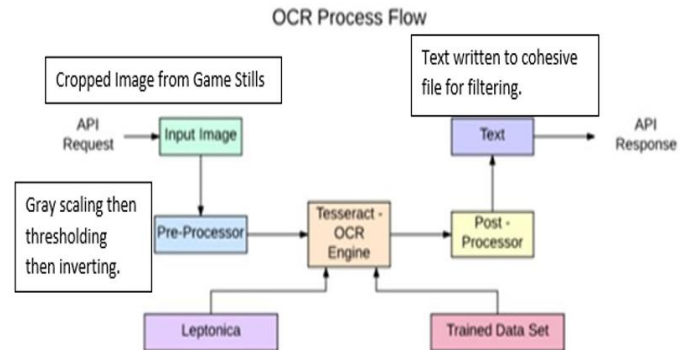 OCR Process Flow
Cropped Image from Game Stills
Text written to cohesive
file for filtering.
API
Request
Input Image
Text
API
Response
Gray scaling then
thresholding
then inverting.
Pre-Processor
Tesseract -
OCR
Engine
Post -
Processor
Leptonica
Trained Data Set